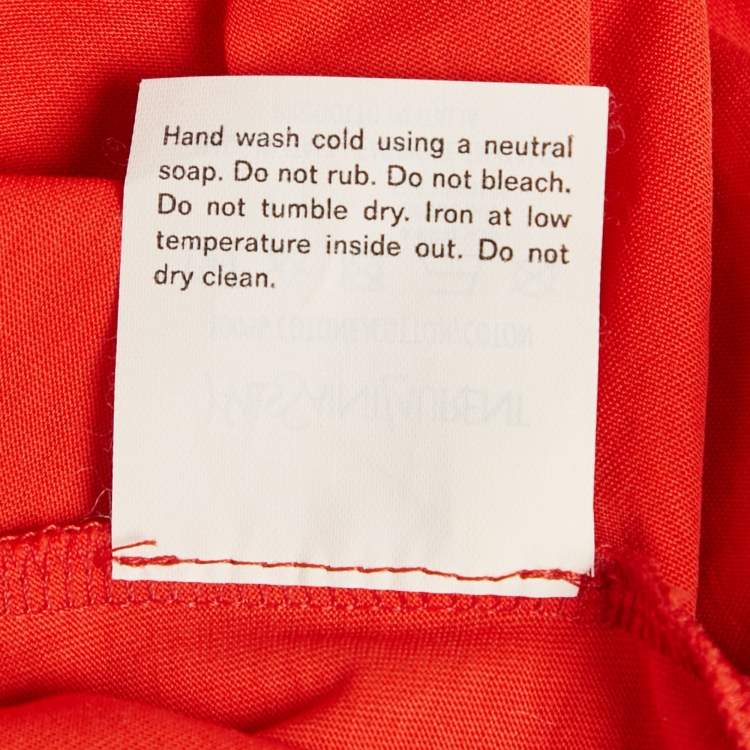 Hand wash cold using a neutral
soap. Do not rub. Do not bleach.
Do not tumble dry. Iron at low
temperature inside out. Do not
dry clean.